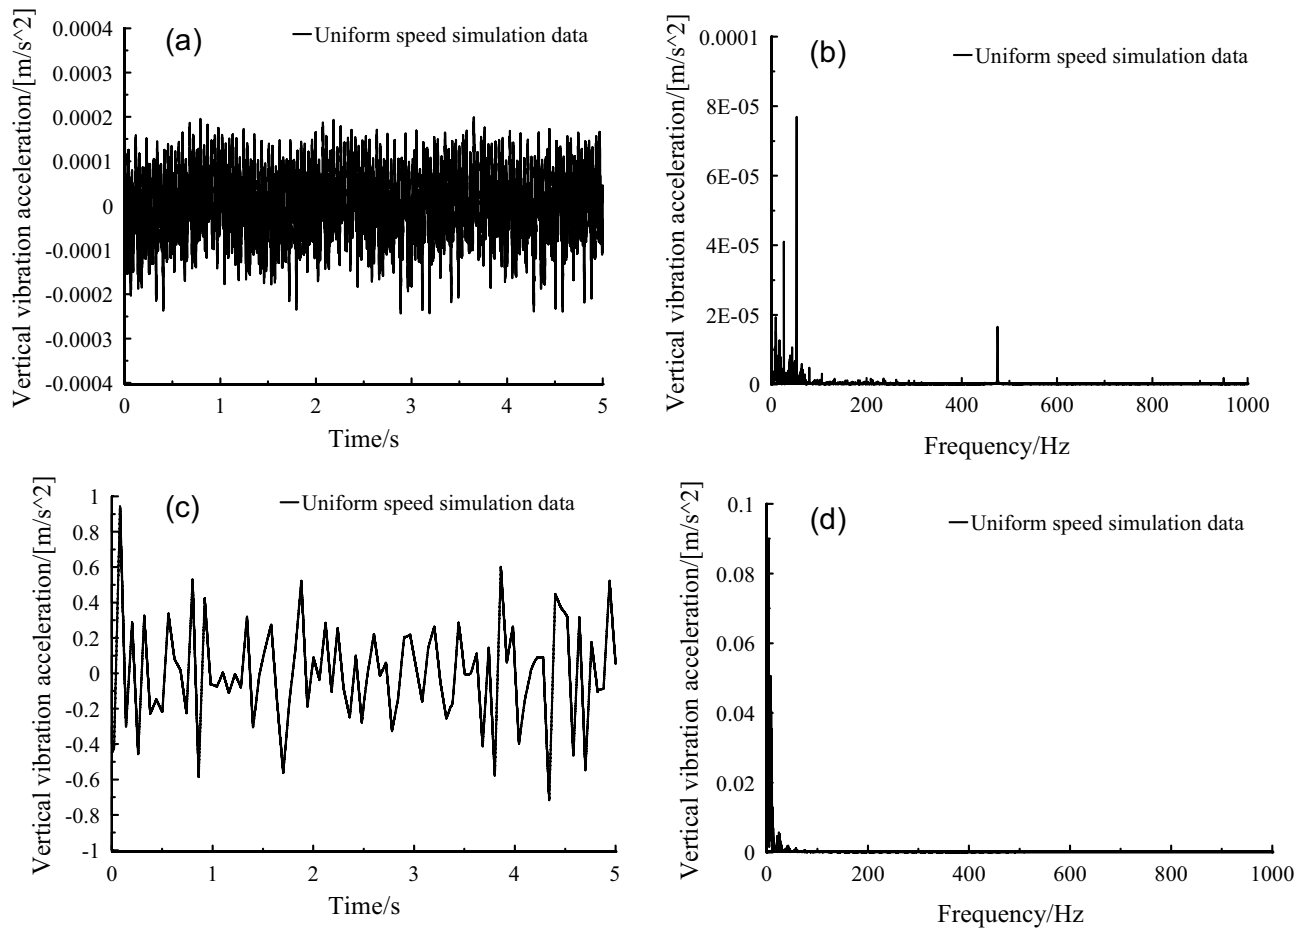 Vertical vibration acceleration/[m/s^2]
0.0004
0.0003
0.0002
0.0001
0
-0.0001
-0.0002
-0.0003
-0.0004
(a)
Uniform speed simulation data
0 1 2 3 4 5
Time/s
Vertical vibration acceleration/[m/s^2]
0.0001
8E-05
6E-05
4E-05
2E-05
0
(b)
Uniform speed simulation data
0 200 400 600 800 1000
Frequency/Hz
Vertical vibration acceleration/[m/s^2]
1
0.8
0.6
0.4
0.2
0
-0.2
-0.4
-0.6
-0.8
-1
(c)
Uniform speed simulation data
0 1 2 3 4 5
Time/s
Vertical vibration acceleration/[m/s^2]
0.1
0.08
0.06
0.04
0.02
0
(d)
Uniform speed simulation data
0 200 400 600 800 1000
Frequency/Hz